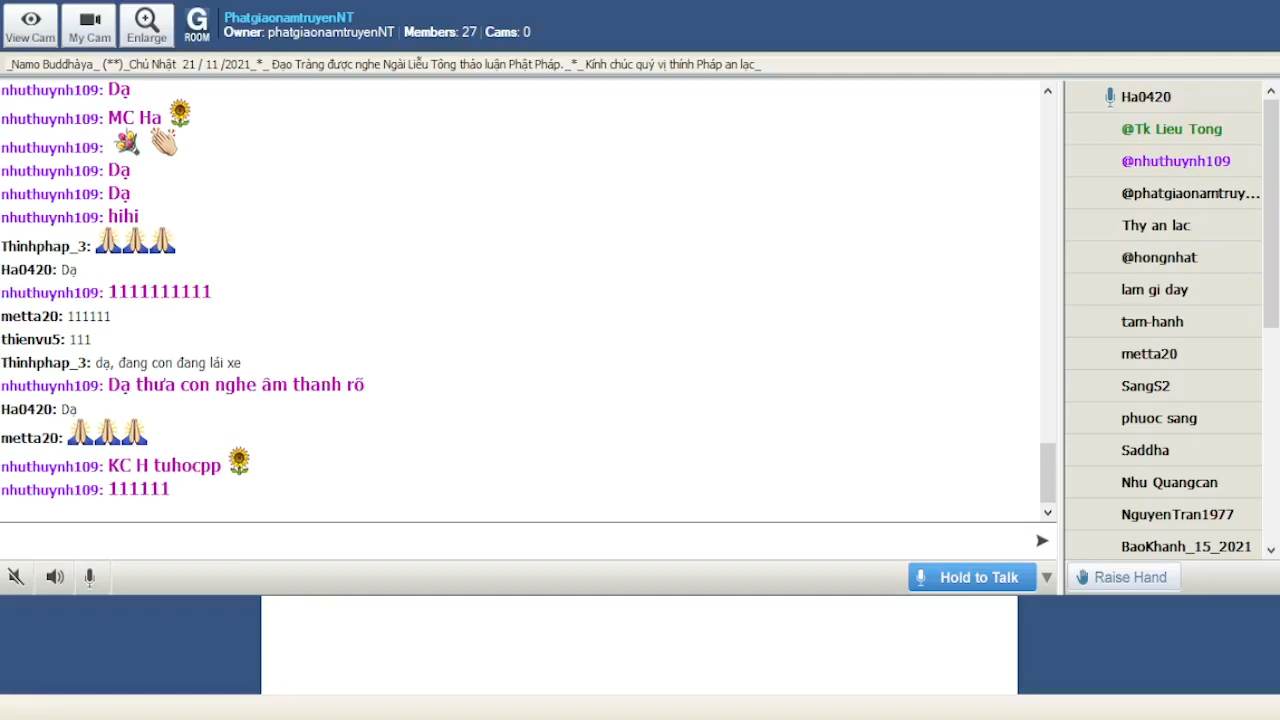 View Cam
My Cam
Enlarge
G
ROOM
PhatgiaonamtruyenNT
Owner: phatgiaonamtruyenNT | Members: 27 | Cams: 0
_Namo Buddhàya_ (**)_Chủ Nhật 21 / 11 /2021_*_ Đạo Tràng được nghe Ngài Liễu Tông thảo luận Phật Pháp._*_Kính chúc quý vị thính Pháp an lạc_
nhuthuynh109: Dạ
nhuthuynh109: MC Ha
nhuthuynh109:
nhuthuynh109: Dạ
nhuthuynh109: Dạ
nhuthuynh109: hihi
Thinhphap_3:
Ha0420: Dạ
nhuthuynh109: 1111111111
metta20: 111111
thienvu5: 111
Thinhphap_3: dạ, đang con đang lái xe
nhuthuynh109: Dạ thưa con nghe âm thanh rõ
Ha0420: Dạ
metta20:
nhuthuynh109: KC H tuhocpp
nhuthuynh109: 111111
Hold to Talk
Ha0420
@Tk Lieu Tong
@nhuthuynh109
@phatgiaonamtruy...
Thy an lac
@hongnhat
lam gi day
tam-hanh
metta20
SangS2
phuoc sang
Saddha
Nhu Quangcan
NguyenTran1977
BaoKhanh_15_2021
Raise Hand